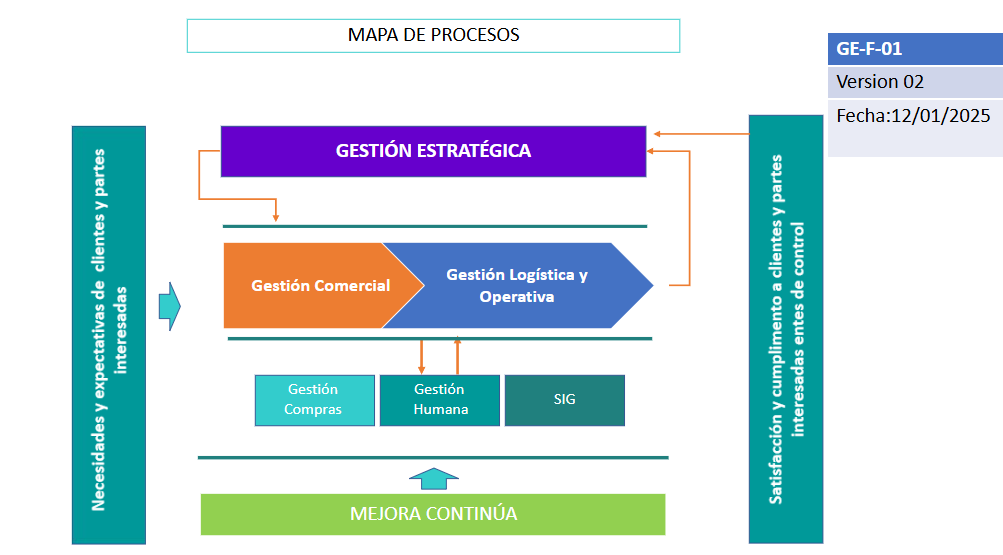 MAPA DE PROCESOS
GE-F-01
Version 02
Fecha:12/01/2025
Necesidades y expectativas de clientes y partes
interesadas
GESTIÓN ESTRATÉGICA
Gestión Comercial
Gestión Logística y
Operativa
Gestión
Compras
Gestión
Humana
SIG
MEJORA CONTINÚA
Satisfacción y cumplimento a clientes y partes
interesadas entes de control